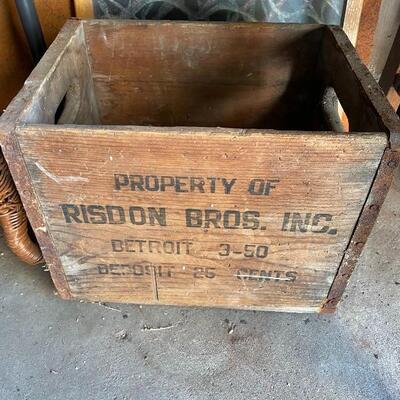 PROPERTY OF
RISDON BROS. INC.
DETROIT 3-50
DEPOSIT 25 CENTS